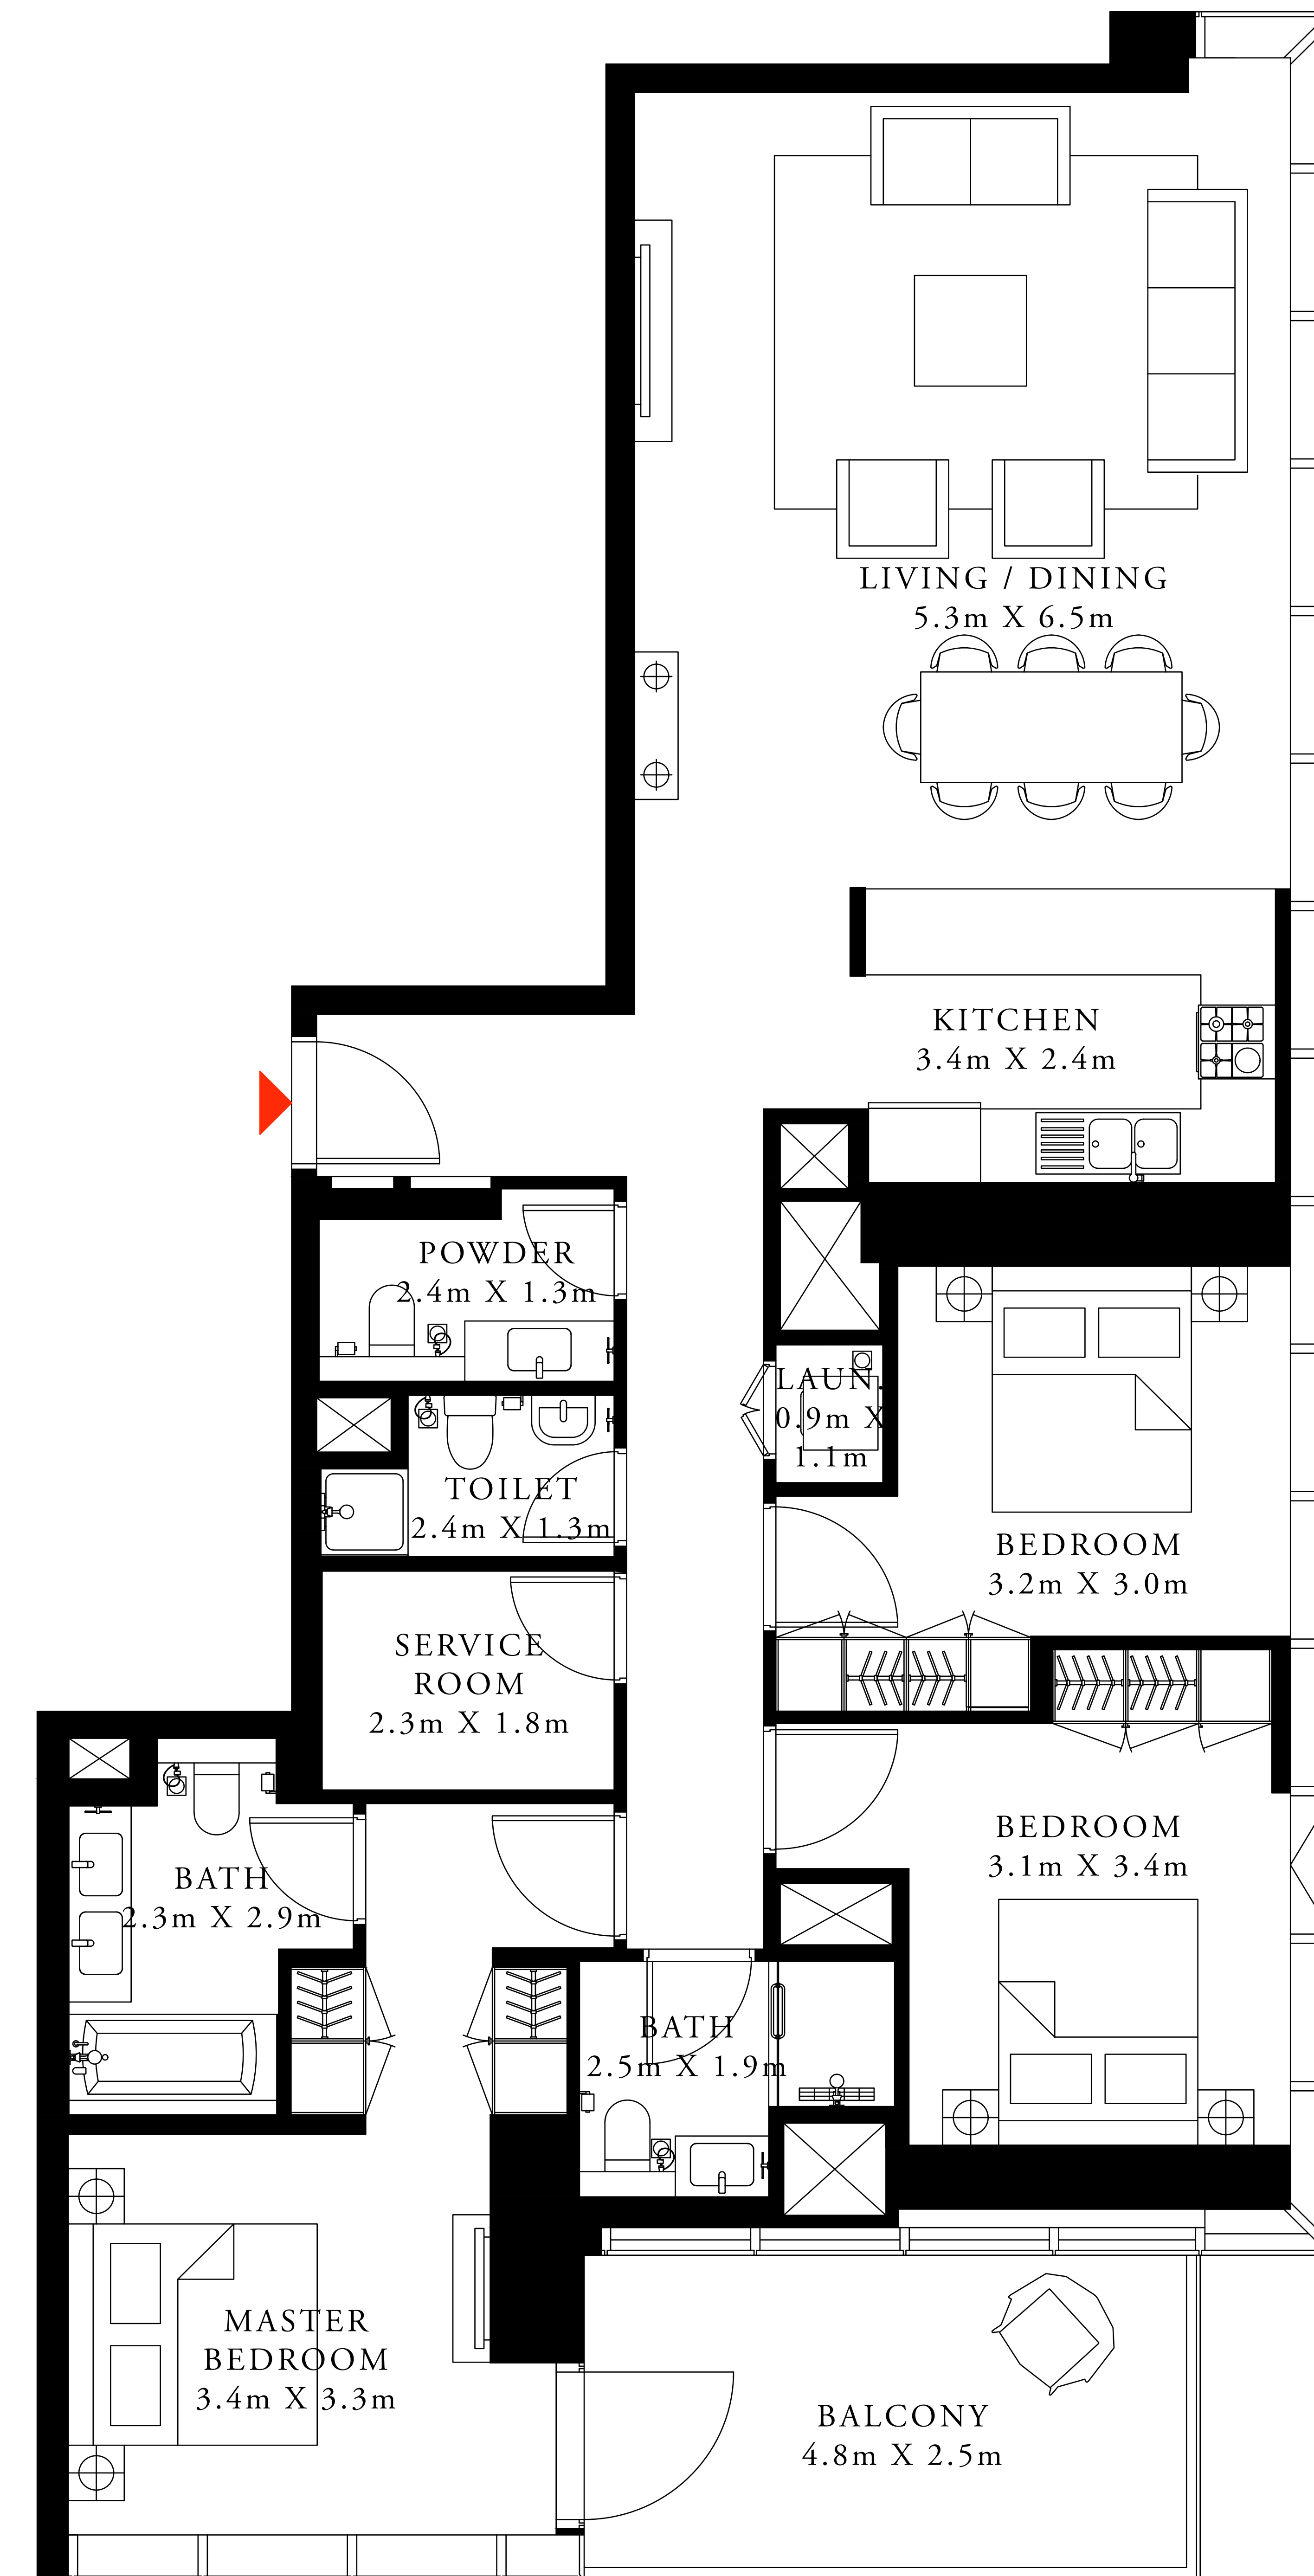 LIVING / DINING
5.3m X 6.5m
KITCHEN
3.4m X 2.4m
POWDER
2.4m X 1.3m
LAUN.
0.9m X
1.1m
TOILET
2.4m X 1.3m
BEDROOM
3.2m X 3.0m
SERVICE
ROOM
2.3m X 1.8m
BEDROOM
3.1m X 3.4m
BATH
2.3m X 2.9m
BATH
2.5m X 1.9m
MASTER
BEDROOM
3.4m X 3.3m
BALCONY
4.8m X 2.5m